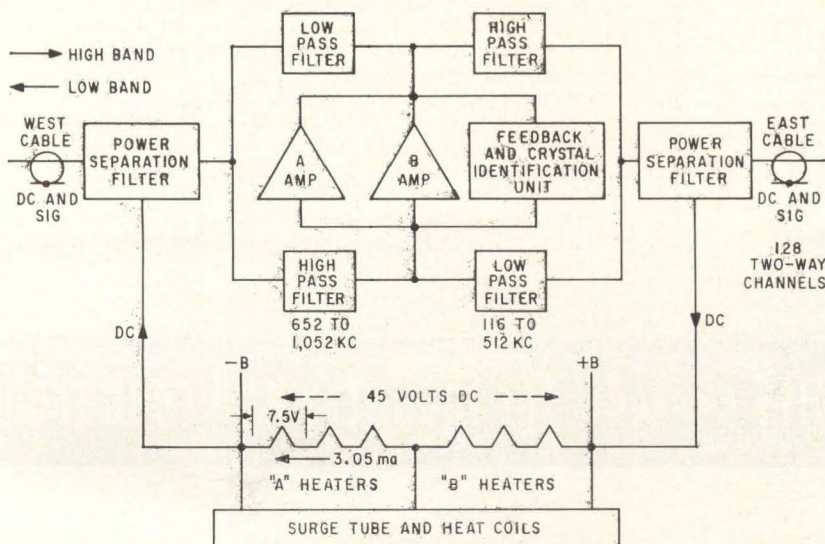 HIGH BAND
LOW BAND
LOW
PASS
FILTER
HIGH
PASS
FILTER
WEST
CABLE
DC AND
SIG
POWER
SEPARATION
FILTER
A
AMP
B
AMP
FEEDBACK
AND CRYSTAL
IDENTIFICATION
UNIT
POWER
SEPARATION
FILTER
EAST
CABLE
DC AND
SIG
128
TWO-WAY
CHANNELS
HIGH
PASS
FILTER
652 TO
1,052 KC
LOW
PASS
FILTER
116 TO
512 KC
DC
DC
-B
+B
45 VOLTS DC
7.5V
3.05 ma
"A" HEATERS
"B" HEATERS
SURGE TUBE AND HEAT COILS